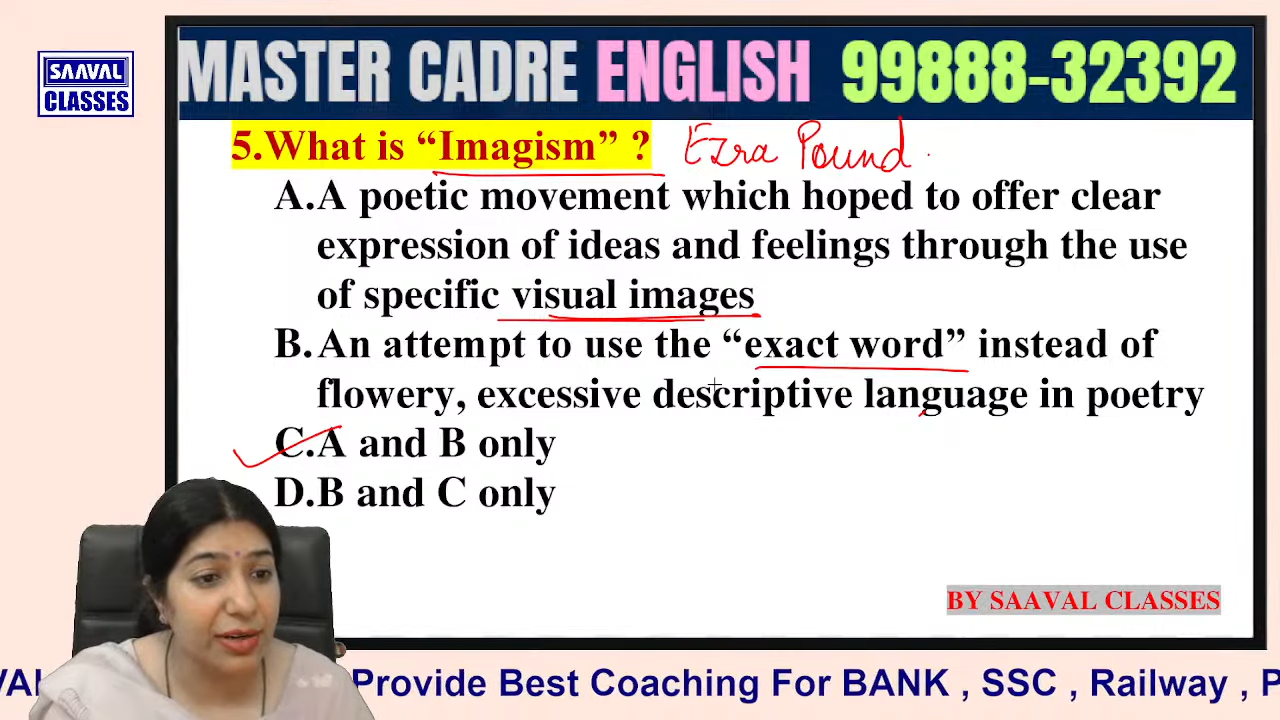 SAAVAL
CLASSES
MASTER CADRE ENGLISH 99888-32392
5.What is “Imagism” ? Ezra Pound.
A.A poetic movement which hoped to offer clear
expression of ideas and feelings through the use
of specific visual images
B.An attempt to use the “exact word” instead of
flowery, excessive descriptive language in poetry
C.A and B only
D.B and C only
BY SAAVAL CLASSES
Provide Best Coaching For BANK , SSC , Railway , P